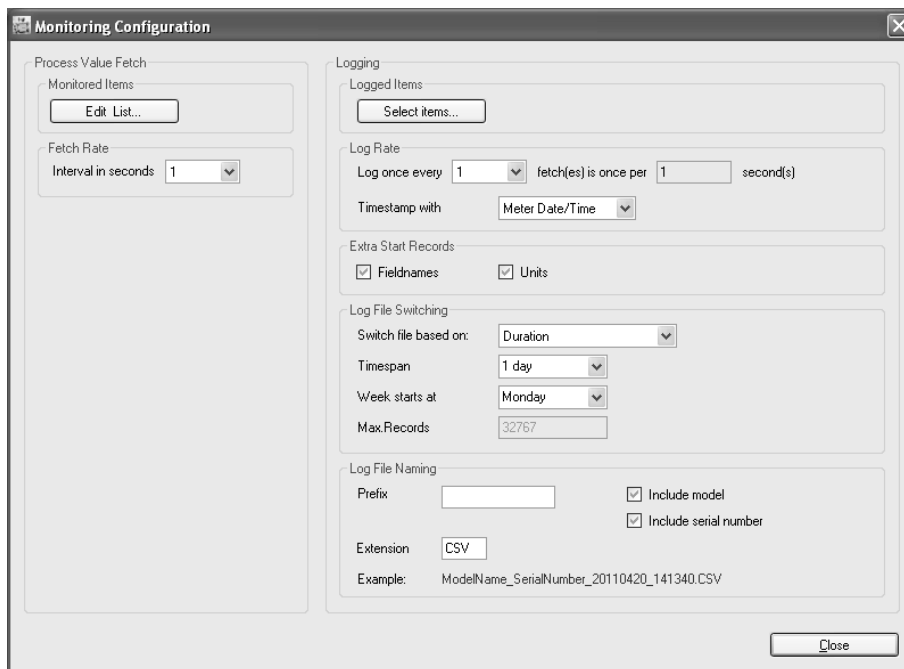 Monitoring Configuration
Process Value Fetch
Monitored Items
Edit List...
Fetch Rate
Interval in seconds 1
Logging
Logged Items
Select items...
Log Rate
Log once every 1 fetch(es) is once per 1 second(s)
Timestamp with Meter Date/Time
Extra Start Records
Fieldnames Units
Log File Switching
Switch file based on: Duration
Timespan 1 day
Week starts at Monday
Max.Records 32767
Log File Naming
Prefix Include model
Include serial number
Extension CSV
Example: ModelName_SerialNumber_20110420_141340.CSV
Close